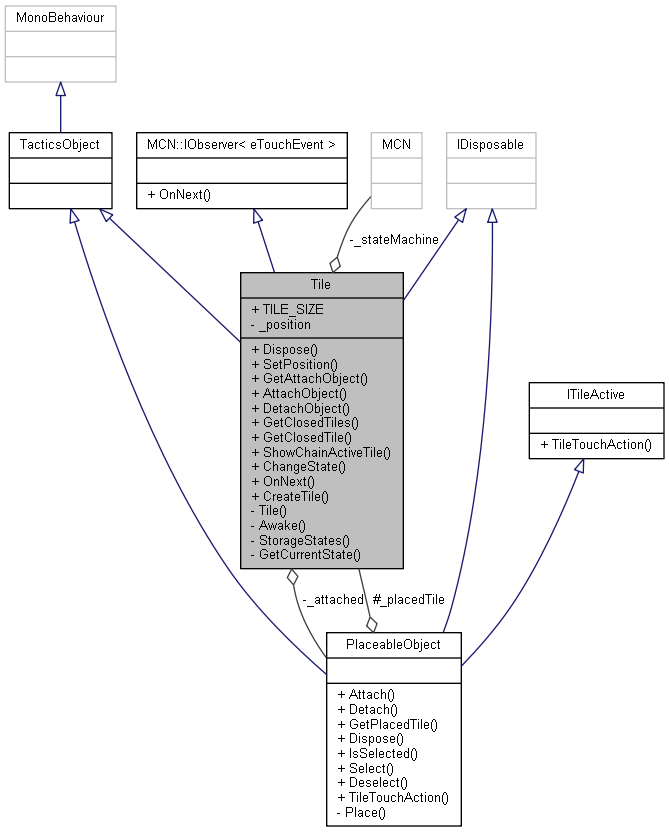 MonoBehaviour
TacticsObject
MCN::IObserver< eTouchEvent >
+ OnNext()
MCN
IDisposable
-_stateMachine
Tile
+ TILE_SIZE
- _position
+ Dispose()
+ SetPosition()
+ GetAttachObject()
+ AttachObject()
+ DetachObject()
+ GetClosedTiles()
+ GetClosedTile()
+ ShowChainActiveTile()
+ ChangeState()
+ OnNext()
+ CreateTile()
- Tile()
- Awake()
- StorageStates()
- GetCurrentState()
ITileActive
+ TileTouchAction()
-_attached
#_placedTile
PlaceableObject
+ Attach()
+ Detach()
+ GetPlacedTile()
+ Dispose()
+ IsSelected()
+ Select()
+ Deselect()
+ TileTouchAction()
- Place()